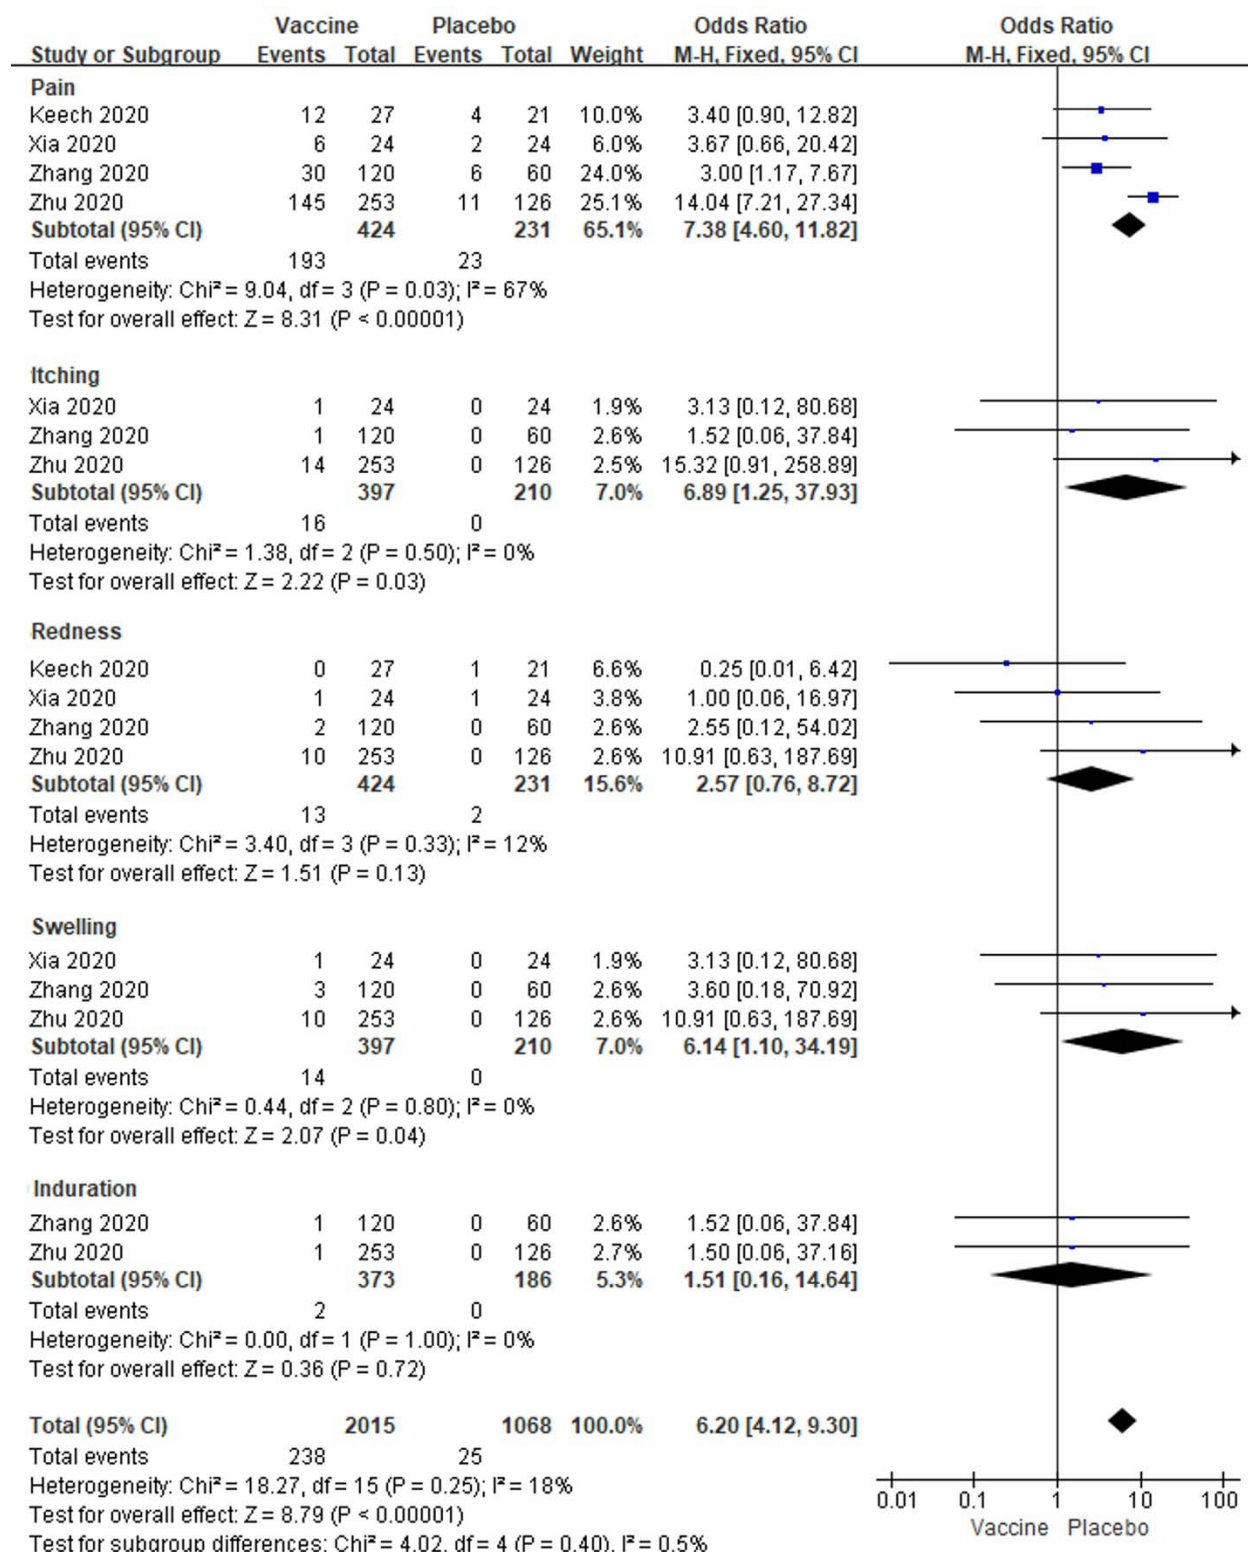 Vaccine Placebo Odds Ratio Odds Ratio
Study or Subgroup Events Total Events Total Weight M-H, Fixed, 95% CI M-H, Fixed, 95% CI
Pain
Keech 2020 12 27 4 21 10.0% 3.40 [0.90, 12.82]
Xia 2020 6 24 2 24 6.0% 3.67 [0.66, 20.42]
Zhang 2020 30 120 6 60 24.0% 3.00 [1.17, 7.67]
Zhu 2020 145 253 11 126 25.1% 14.04 [7.21, 27.34]
Subtotal (95% CI) 424 231 65.1% 7.38 [4.60, 11.82]
Total events 193 23
Heterogeneity: Chi² = 9.04, df = 3 (P = 0.03); I² = 67%
Test for overall effect: Z = 8.31 (P < 0.00001)
Itching
Xia 2020 1 24 0 24 1.9% 3.13 [0.12, 80.68]
Zhang 2020 1 120 0 60 2.6% 1.52 [0.06, 37.84]
Zhu 2020 14 253 0 126 2.5% 15.32 [0.91, 258.89]
Subtotal (95% CI) 397 210 7.0% 6.89 [1.25, 37.93]
Total events 16 0
Heterogeneity: Chi² = 1.38, df = 2 (P = 0.50); I² = 0%
Test for overall effect: Z = 2.22 (P = 0.03)
Redness
Keech 2020 0 27 1 21 6.6% 0.25 [0.01, 6.42]
Xia 2020 1 24 1 24 3.8% 1.00 [0.06, 16.97]
Zhang 2020 2 120 0 60 2.6% 2.55 [0.12, 54.02]
Zhu 2020 10 253 0 126 2.6% 10.91 [0.63, 187.69]
Subtotal (95% CI) 424 231 15.6% 2.57 [0.76, 8.72]
Total events 13 2
Heterogeneity: Chi² = 3.40, df = 3 (P = 0.33); I² = 12%
Test for overall effect: Z = 1.51 (P = 0.13)
Swelling
Xia 2020 1 24 0 24 1.9% 3.13 [0.12, 80.68]
Zhang 2020 3 120 0 60 2.6% 3.60 [0.18, 70.92]
Zhu 2020 10 253 0 126 2.6% 10.91 [0.63, 187.69]
Subtotal (95% CI) 397 210 7.0% 6.14 [1.10, 34.19]
Total events 14 0
Heterogeneity: Chi² = 0.44, df = 2 (P = 0.80); I² = 0%
Test for overall effect: Z = 2.07 (P = 0.04)
Induration
Zhang 2020 1 120 0 60 2.6% 1.52 [0.06, 37.84]
Zhu 2020 1 253 0 126 2.7% 1.50 [0.06, 37.16]
Subtotal (95% CI) 373 186 5.3% 1.51 [0.16, 14.64]
Total events 2 0
Heterogeneity: Chi² = 0.00, df = 1 (P = 1.00); I² = 0%
Test for overall effect: Z = 0.36 (P = 0.72)
Total (95% CI) 2015 1068 100.0% 6.20 [4.12, 9.30]
Total events 238 25
Heterogeneity: Chi² = 18.27, df = 15 (P = 0.25); I² = 18%
Test for overall effect: Z = 8.79 (P < 0.00001)
Test for subgroup differences: Chi² = 4.02, df = 4 (P = 0.40), I² = 0.5%
0.01 0.1 1 10 100
Vaccine Placebo